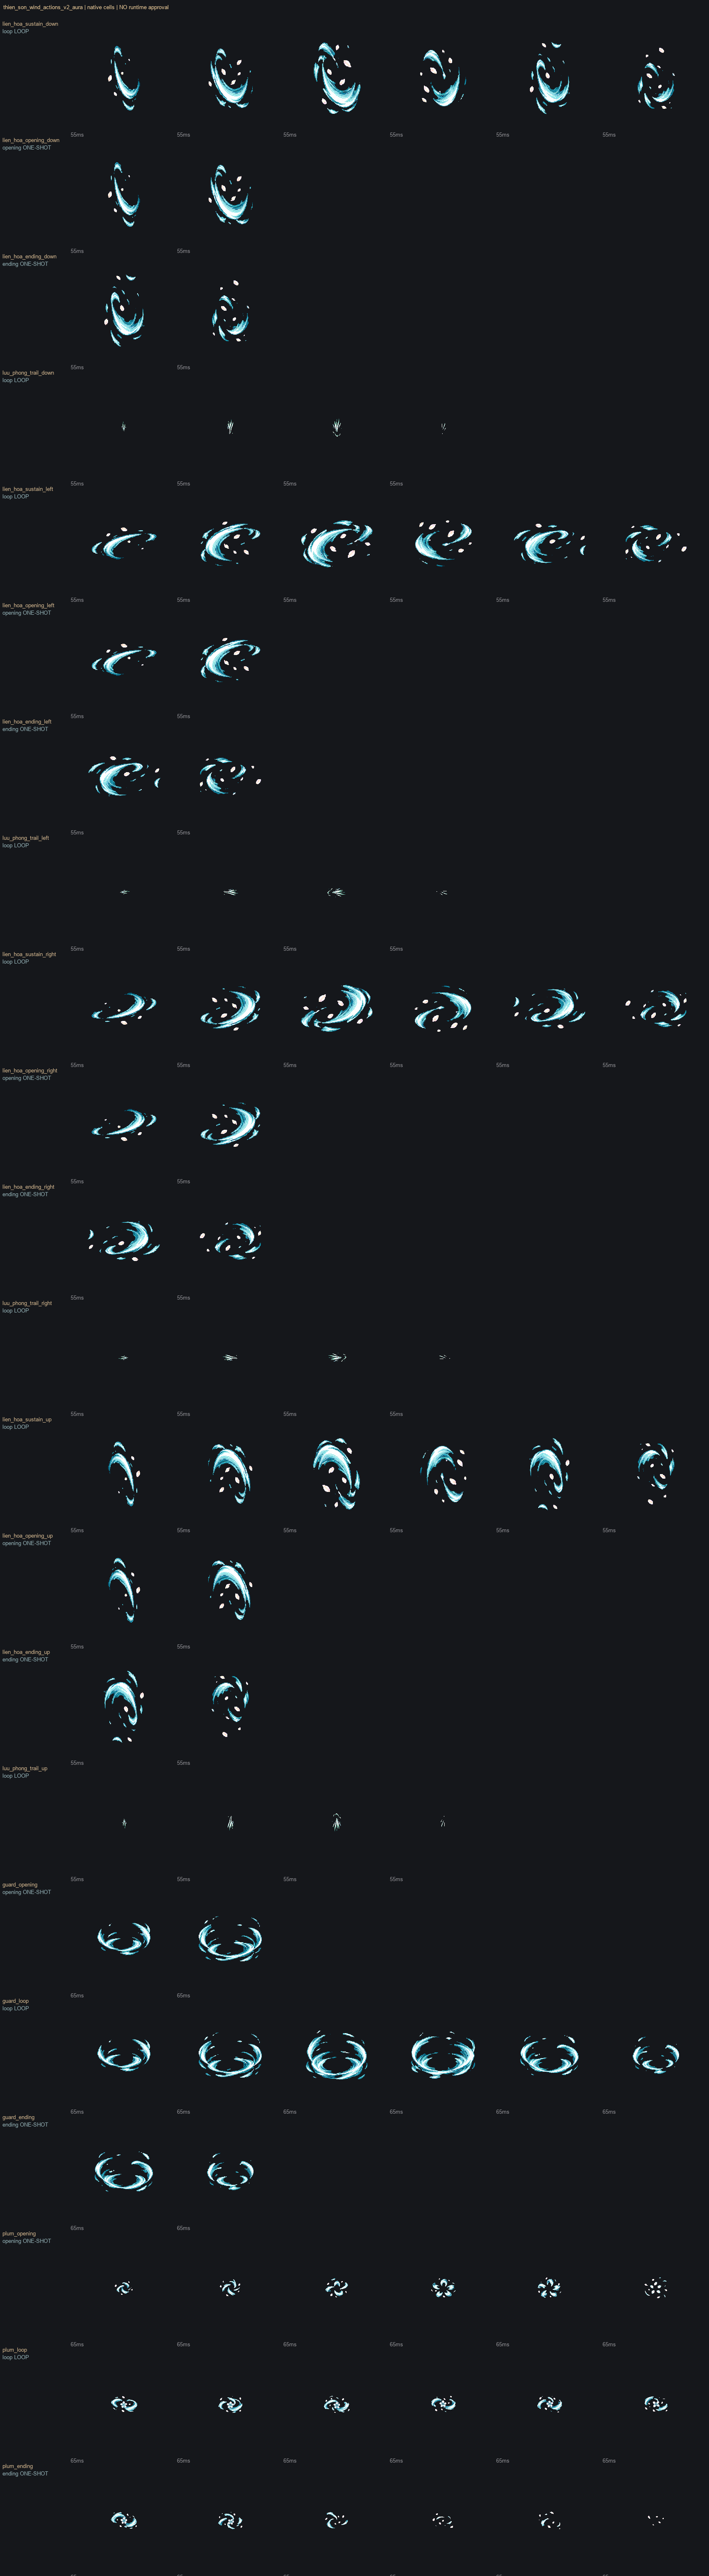 thien_son_wind_actions_v2_aura | native cells | NO runtime approval
lien_hoa_sustain_down
loop LOOP
55ms 55ms 55ms 55ms 55ms 55ms
lien_hoa_opening_down
opening ONE-SHOT
55ms 55ms
lien_hoa_ending_down
ending ONE-SHOT
55ms 55ms
luu_phong_trail_down
loop LOOP
55ms 55ms 55ms 55ms
lien_hoa_sustain_left
loop LOOP
55ms 55ms 55ms 55ms 55ms 55ms
lien_hoa_opening_left
opening ONE-SHOT
55ms 55ms
lien_hoa_ending_left
ending ONE-SHOT
55ms 55ms
luu_phong_trail_left
loop LOOP
55ms 55ms 55ms 55ms
lien_hoa_sustain_right
loop LOOP
55ms 55ms 55ms 55ms 55ms 55ms
lien_hoa_opening_right
opening ONE-SHOT
55ms 55ms
lien_hoa_ending_right
ending ONE-SHOT
55ms 55ms
luu_phong_trail_right
loop LOOP
55ms 55ms 55ms 55ms
lien_hoa_sustain_up
loop LOOP
55ms 55ms 55ms 55ms 55ms 55ms
lien_hoa_opening_up
opening ONE-SHOT
55ms 55ms
lien_hoa_ending_up
ending ONE-SHOT
55ms 55ms
luu_phong_trail_up
loop LOOP
55ms 55ms 55ms 55ms
guard_opening
opening ONE-SHOT
65ms 65ms
guard_loop
loop LOOP
65ms 65ms 65ms 65ms 65ms 65ms
guard_ending
ending ONE-SHOT
65ms 65ms
plum_opening
opening ONE-SHOT
65ms 65ms 65ms 65ms 65ms 65ms
plum_loop
loop LOOP
65ms 65ms 65ms 65ms 65ms 65ms
plum_ending
ending ONE-SHOT